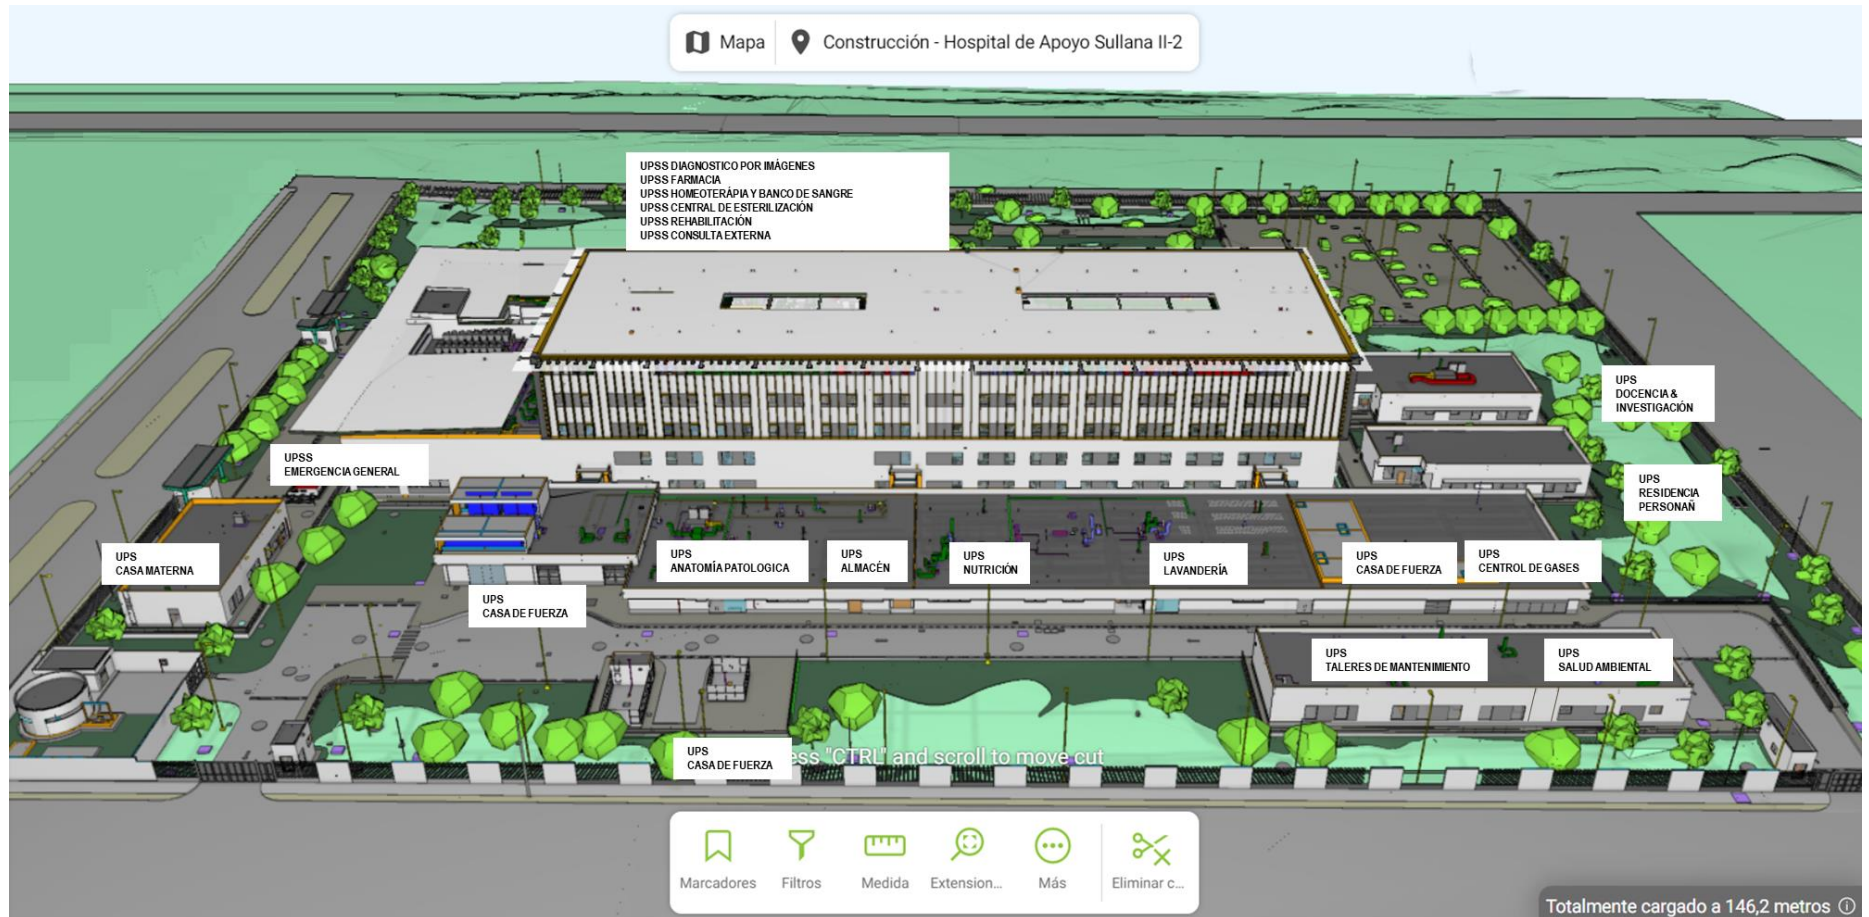 Mapa
Construcción - Hospital de Apoyo Sullana II-2
UPSS DIAGNOSTICO POR IMÁGENES
UPSS FARMACIA
UPSS HOMEOTERÁPIA Y BANCO DE SANGRE
UPSS CENTRAL DE ESTERILIZACIÓN
UPSS REHABILITACIÓN
UPSS CONSULTA EXTERNA
UPS
DOCENCIA &
INVESTIGACIÓN
UPSS
EMERGENCIA GENERAL
UPS
RESIDENCIA
PERSONAÑ
UPS
CASA MATERNA
UPS
ANATOMÍA PATOLOGICA
UPS
ALMACÉN
UPS
NUTRICIÓN
UPS
LAVANDERÍA
UPS
CASA DE FUERZA
UPS
CENTROL DE GASES
UPS
CASA DE FUERZA
UPS
TALERES DE MANTENIMIENTO
UPS
SALUD AMBIENTAL
UPS
CASA DE FUERZA
ess "CTRL" and scroll to move cut
Marcadores
Filtros
Medida
Extension...
Más
Eliminar c...
Totalmente cargado a 146,2 metros